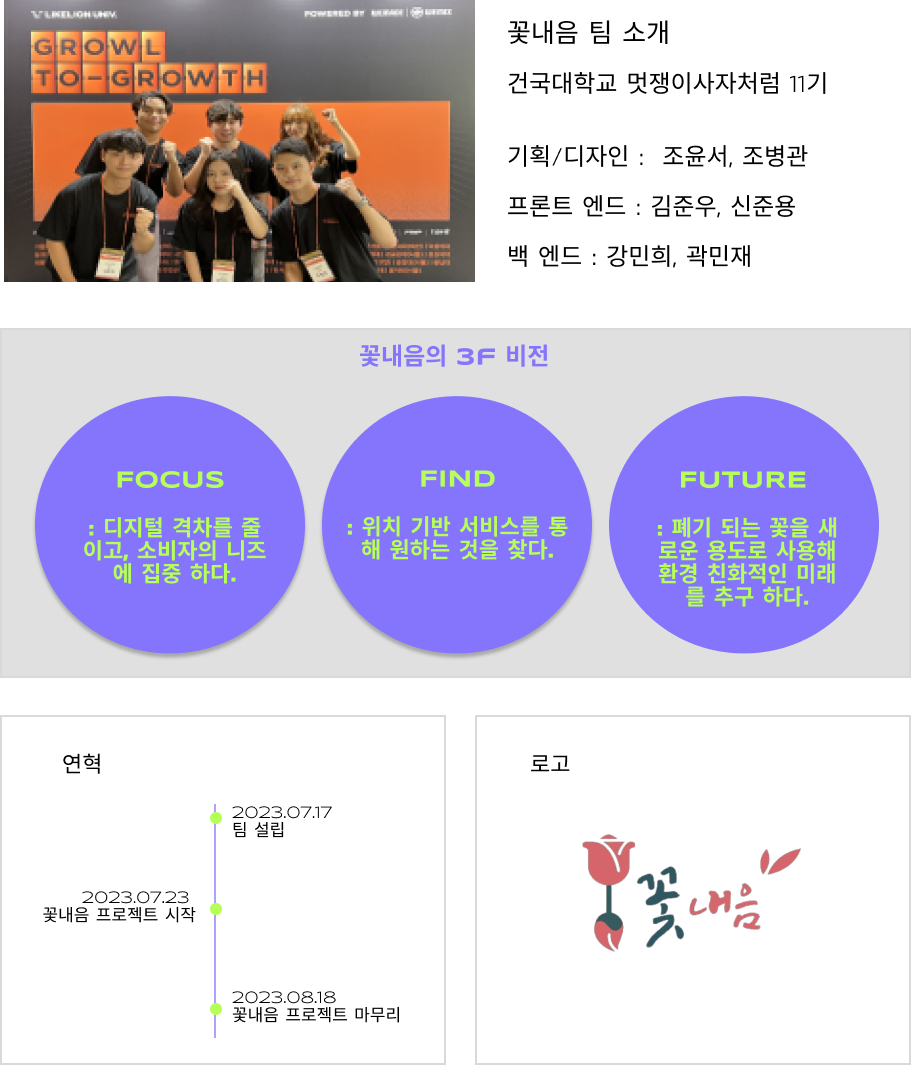 LIKELION UNIV.
POWERED BY
GROWL
TO-GROWTH
꽃내음 팀 소개
건국대학교 멋쟁이사자처럼 11기
기획/디자인 : 조윤서, 조병관
프론트 엔드 : 김준우, 신준용
백 엔드 : 강민희, 곽민재
꽃내음의 3F 비전
FOCUS
: 디지털 격차를 줄
이고, 소비자의 니즈
에 집중 하다.
FIND
: 위치 기반 서비스를 통
해 원하는 것을 찾다.
FUTURE
: 폐기 되는 꽃을 새
로운 용도로 사용해
환경 친화적인 미래
를 추구 하다.
연혁
2023.07.17
팀 설립
2023.07.23
꽃내음 프로젝트 시작
2023.08.18
꽃내음 프로젝트 마무리
로고
꽃내음